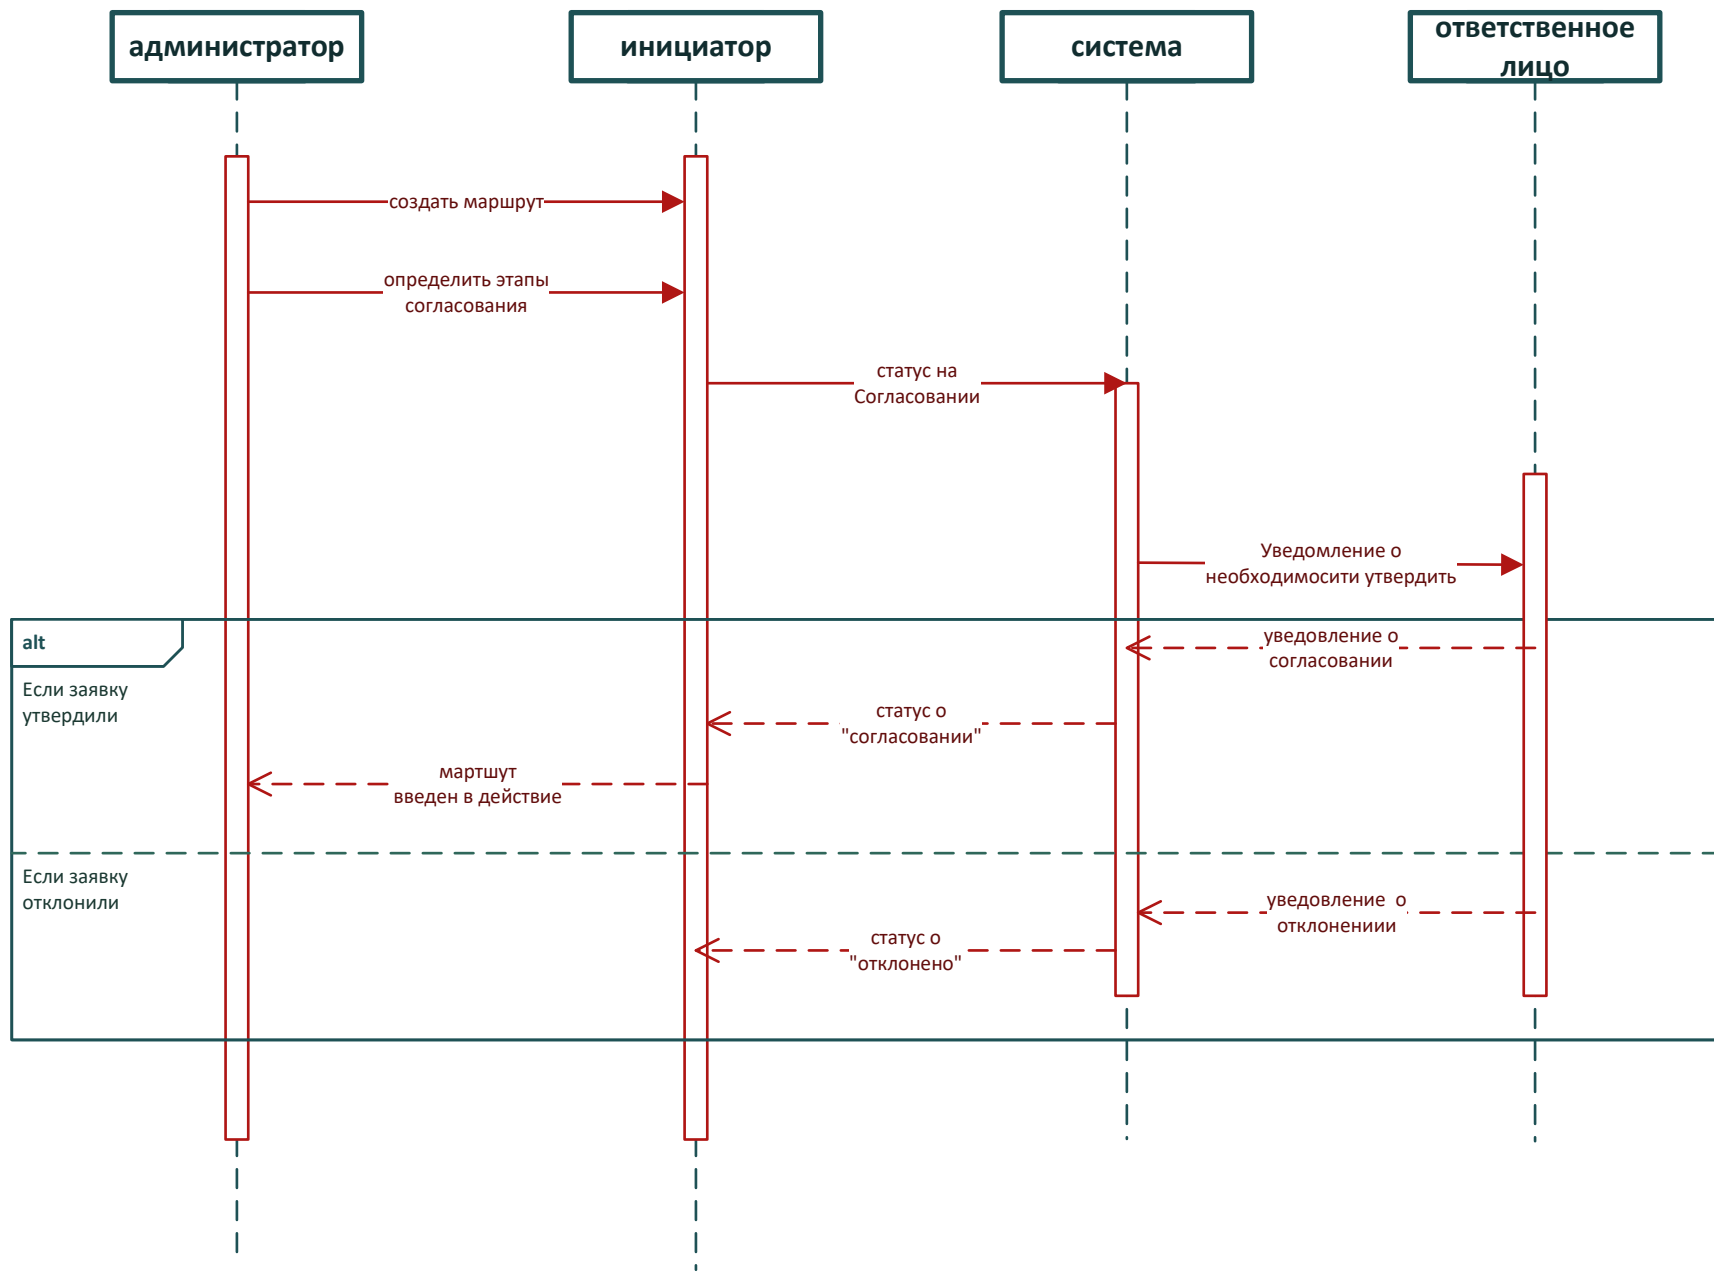 администратор
инициатор
система
ответственное
лицо
создать маршрут
определить этапы
согласования
статус на
Согласовании
Уведомление о
необходимосити утвердить
alt
Если заявку
утвердили
уведовление о
согласовании
статус о
"согласовании"
мартшут
введен в действие
Если заявку
отклонили
уведовление  о
отклонениии
статус о
"отклонено"